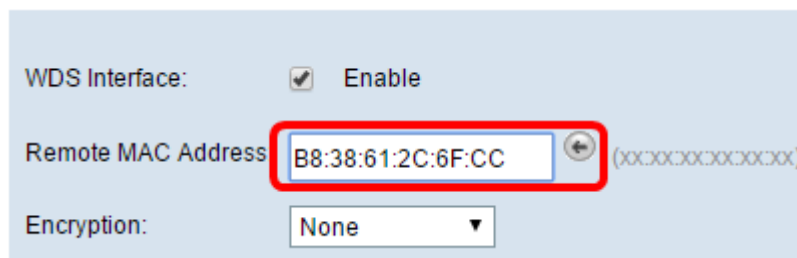 WDS Interface: Enable
Remote MAC Address B8:38:61:2C:6F:CC (xx:xx:xx:xx:xx:xx)
Encryption: None